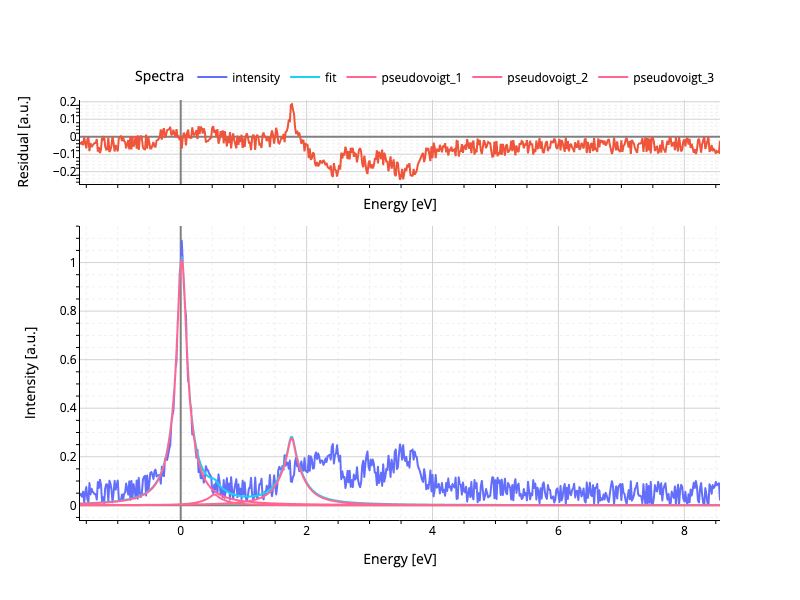 Spectra intensity fit pseudovoigt_1 pseudovoigt_2 pseudovoigt_3
Residual [a.u.]
0.2
0.1
0
−0.1
−0.2
Energy [eV]
Intensity [a.u.]
1
0.8
0.6
0.4
0.2
0
0 2 4 6 8
Energy [eV]